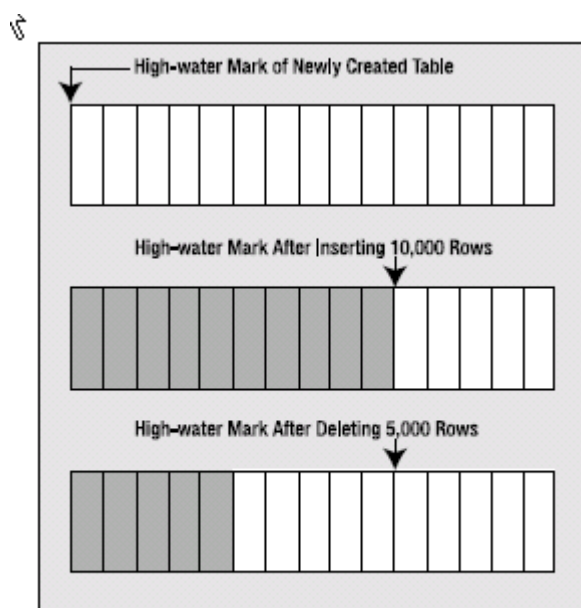 High-water Mark of Newly Created Table
High-water Mark After Inserting 10,000 Rows
High-water Mark After Deleting 5,000 Rows